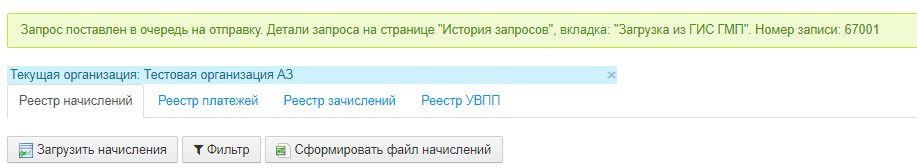 Запрос поставлен в очередь на отправку. Детали запроса на странице "История запросов", вкладка: "Загрузка из ГИС ГМП". Номер записи: 67001
Текущая организация: Тестовая организация АЗ ×
Реестр начислений Реестр платежей Реестр зачислений Реестр УВПП
Загрузить начисления Фильтр Сформировать файл начислений